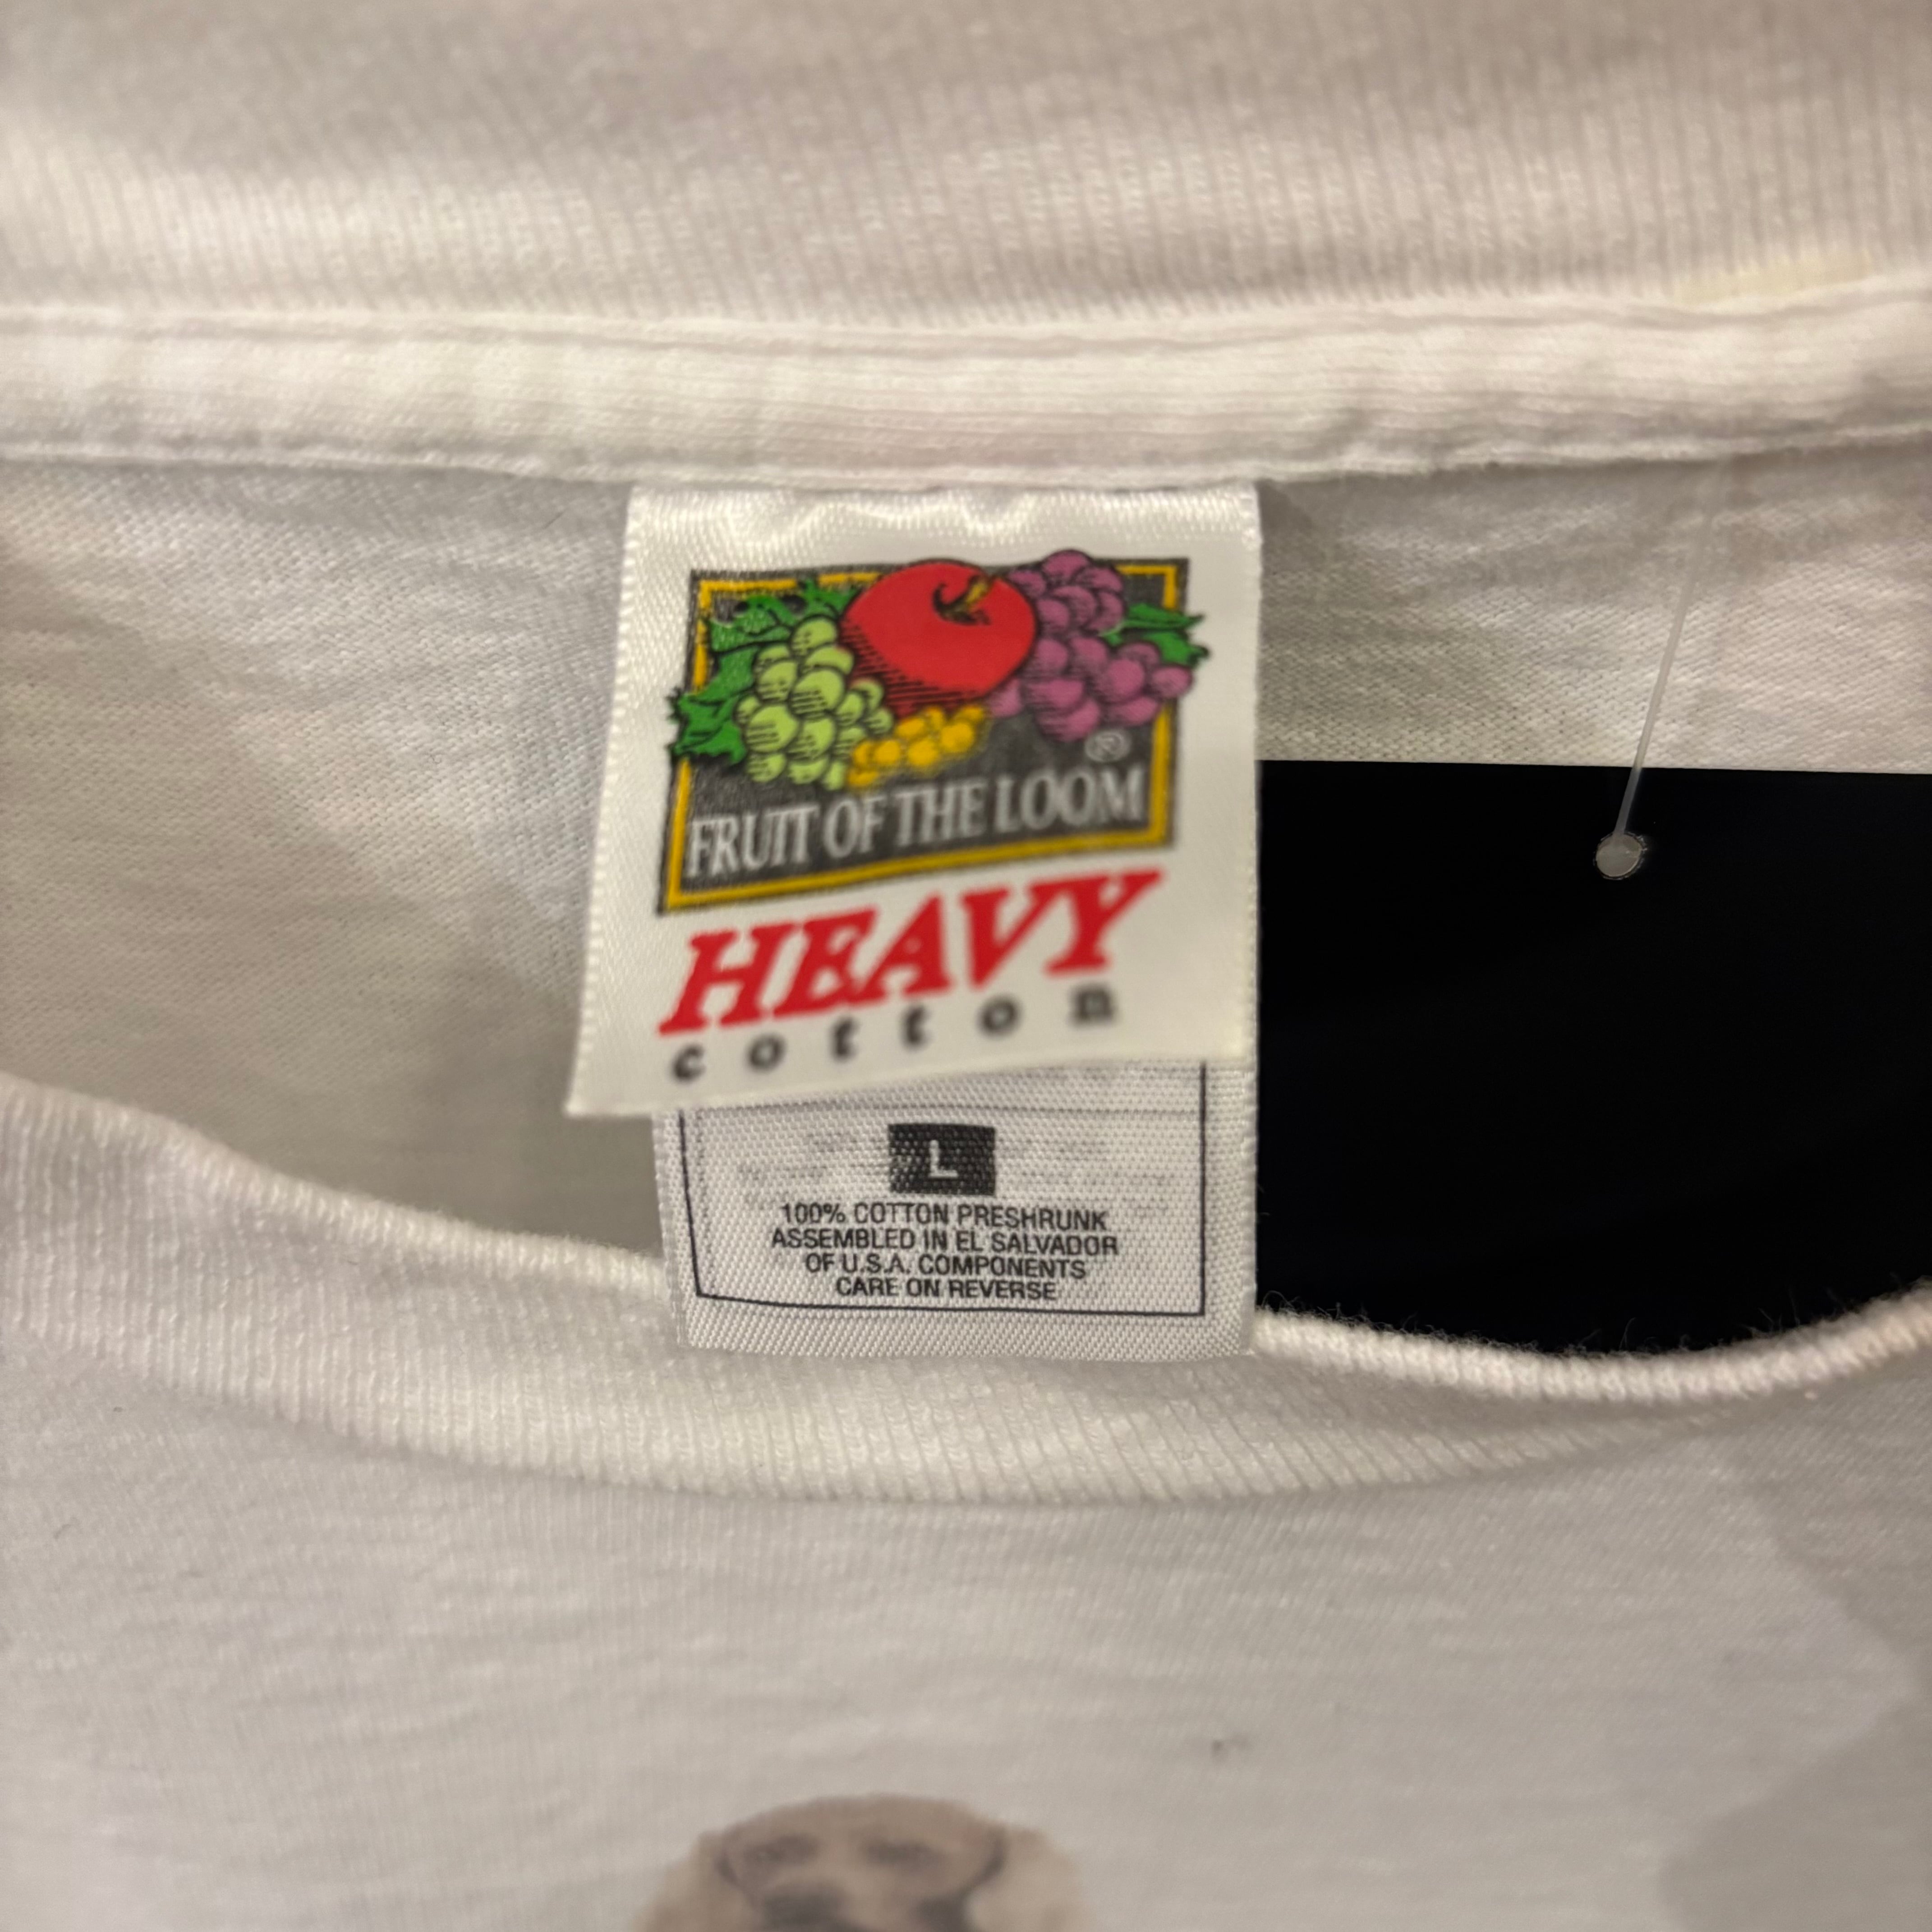 ®
FRUIT OF THE LOOM
HEAVY
cotton
L
100% COTTON PRESHRUNK
ASSEMBLED IN EL SALVADOR
OF U.S.A. COMPONENTS
CARE ON REVERSE